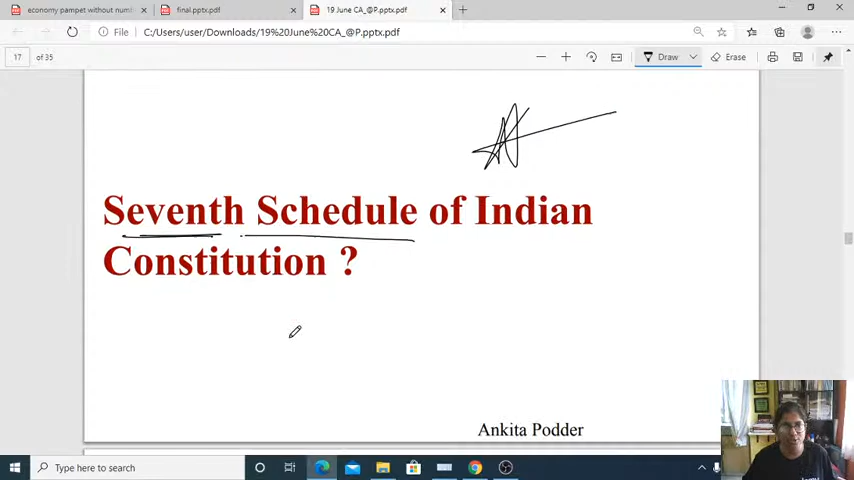 economy pampet without num
final.pptx.pdf
19 June CA_@P.pptx.pdf
File
C:/Users/user/Downloads/19%20June%20CA_@P.pptx.pdf
17 of 35
Draw
Erase
Seventh Schedule of Indian
Constitution ?
Ankita Podder
Type here to search